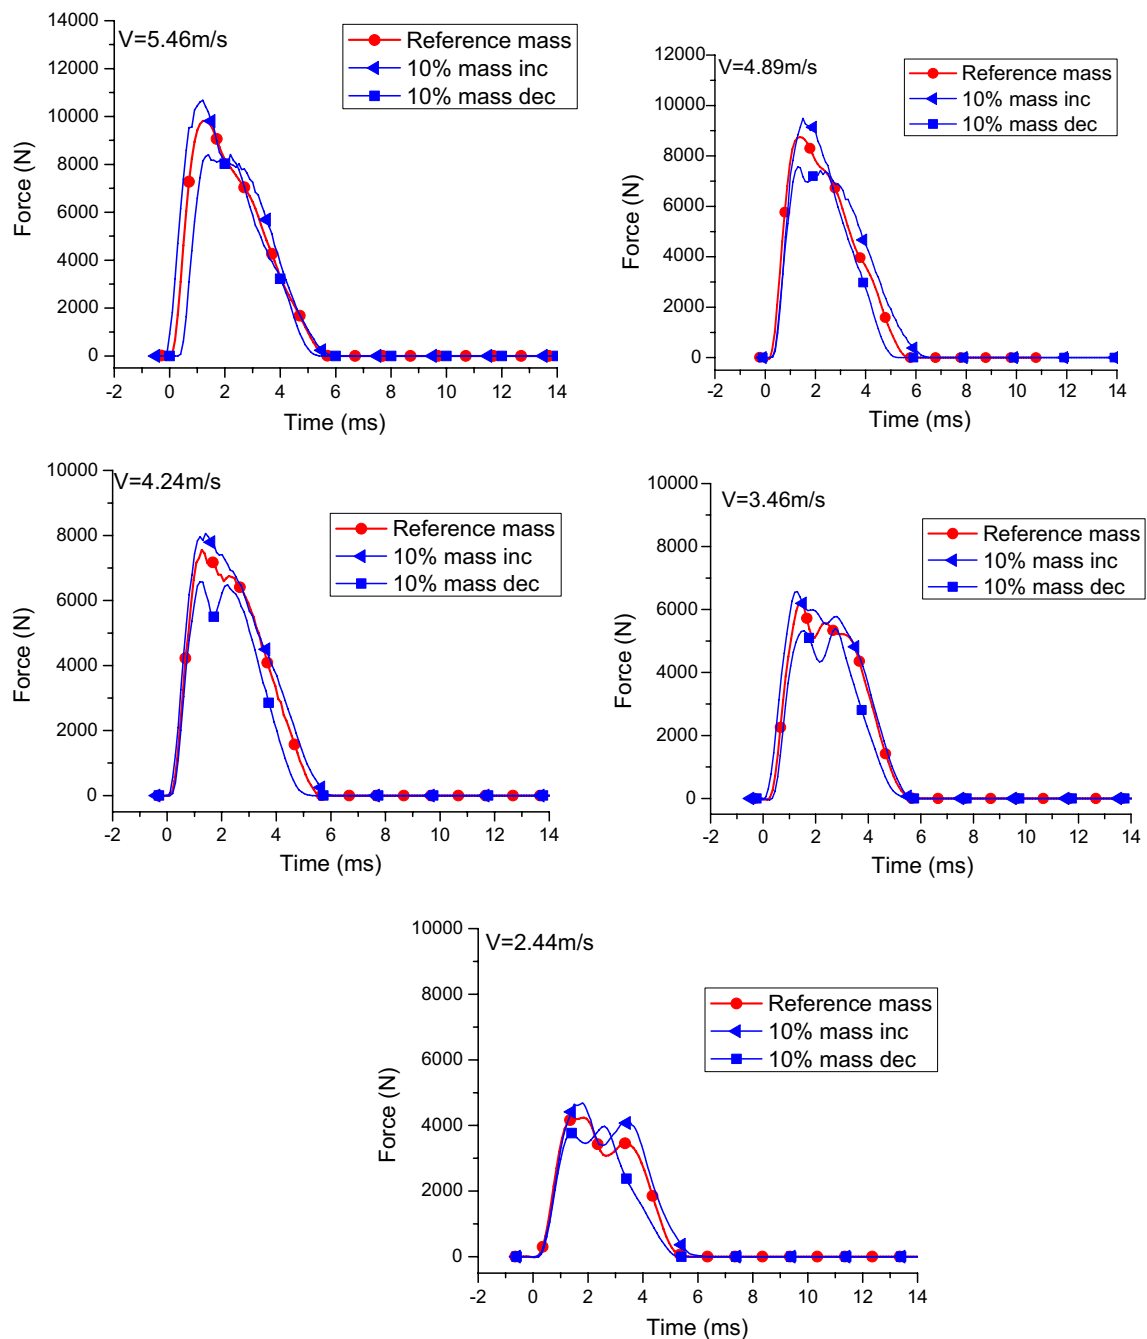 V=5.46m/s
Reference mass
10% mass inc
10% mass dec
14000
12000
10000
8000
6000
4000
2000
0
Force (N)
-2 0 2 4 6 8 10 12 14
Time (ms)
V=4.89m/s
Reference mass
10% mass inc
10% mass dec
12000
10000
8000
6000
4000
2000
0
Force (N)
-2 0 2 4 6 8 10 12 14
Time (ms)
V=4.24m/s
Reference mass
10% mass inc
10% mass dec
10000
8000
6000
4000
2000
0
Force (N)
-2 0 2 4 6 8 10 12 14
Time (ms)
V=3.46m/s
Reference mass
10% mass inc
10% mass dec
10000
8000
6000
4000
2000
0
Force (N)
-2 0 2 4 6 8 10 12 14
Time (ms)
V=2.44m/s
Reference mass
10% mass inc
10% mass dec
10000
8000
6000
4000
2000
0
Force (N)
-2 0 2 4 6 8 10 12 14
Time (ms)